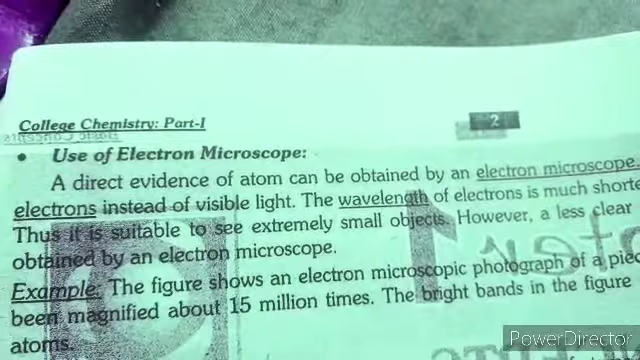 College Chemistry: Part-I
2
• Use of Electron Microscope:
A direct evidence of atom can be obtained by an electron microscope.
electrons instead of visible light. The wavelength of electrons is much shorte
Thus it is suitable to see extremely small objects. However, a less clear
obtained by an electron microscope.
Example: The figure shows an electron microscopic photograph of a piec
been magnified about 15 million times. The bright bands in the figure
atoms.
PowerDirector